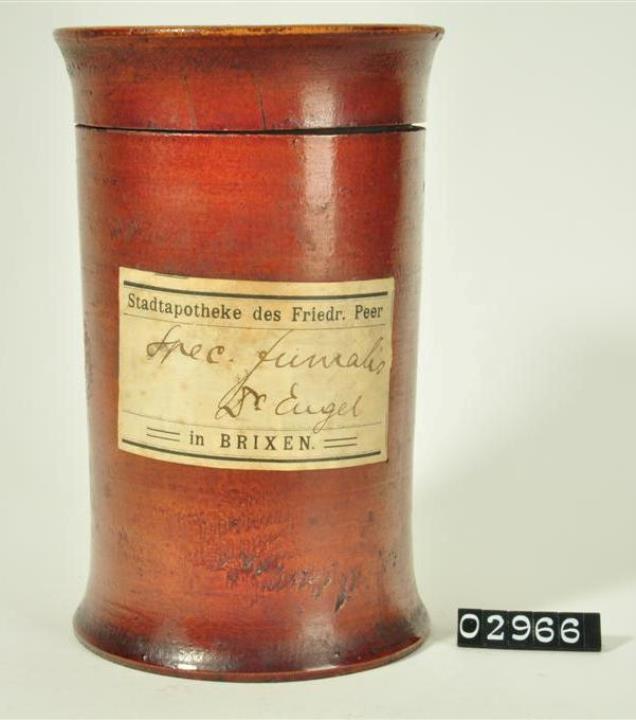 Stadtapotheke des Friedr. Peer
Spec. fumalis
Dr Engel
in BRIXEN.
02966